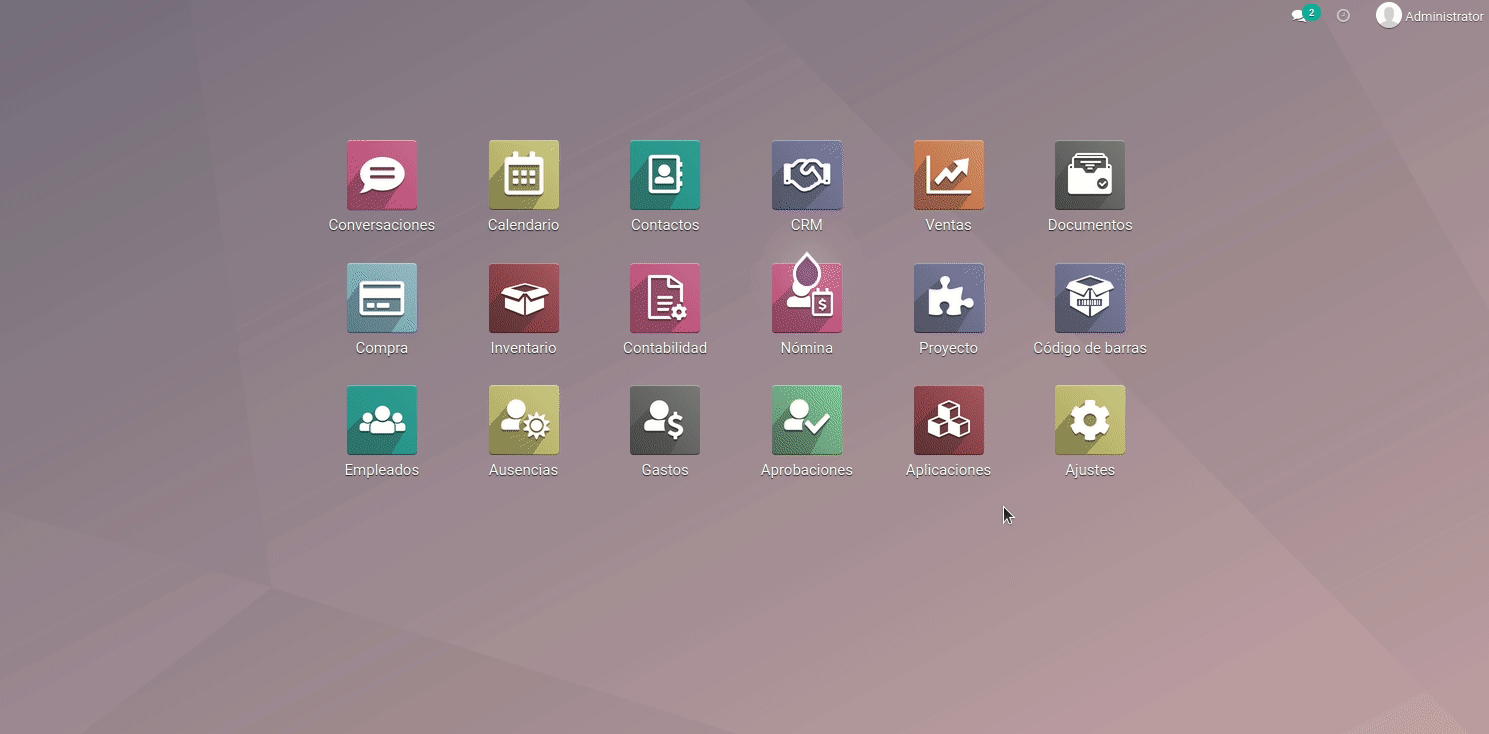 2
Administrator
Conversaciones
Calendario
Contactos
CRM
Ventas
Documentos
Compra
Inventario
Contabilidad
$
Nómina
Proyecto
Código de barras
Empleados
Ausencias
$
Gastos
Aprobaciones
Aplicaciones
Ajustes